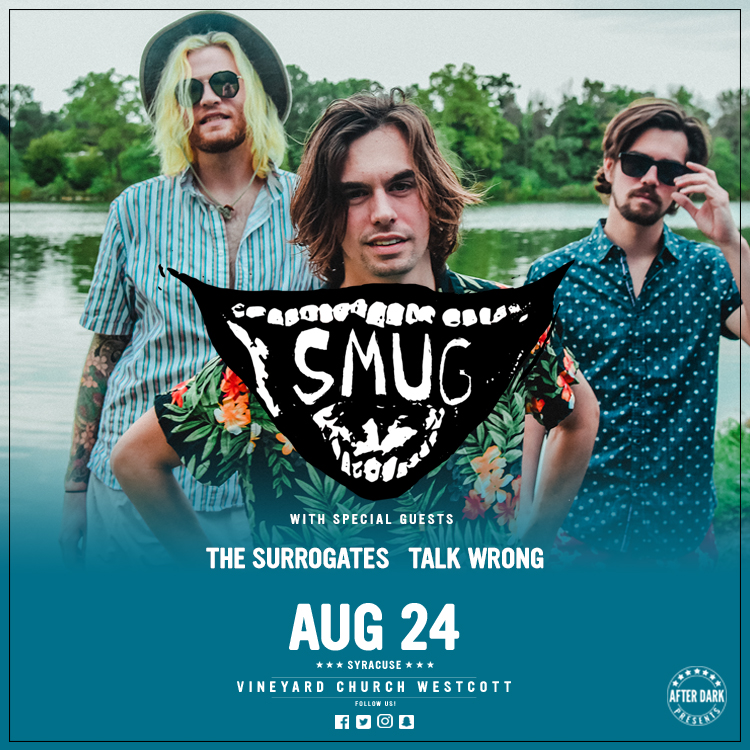 SMUG
WITH SPECIAL GUESTS
THE SURROGATES TALK WRONG
AUG 24
SYRACUSE
VINEYARD CHURCH WESTCOTT
FOLLOW US!
AFTER DARK
PRESENTS